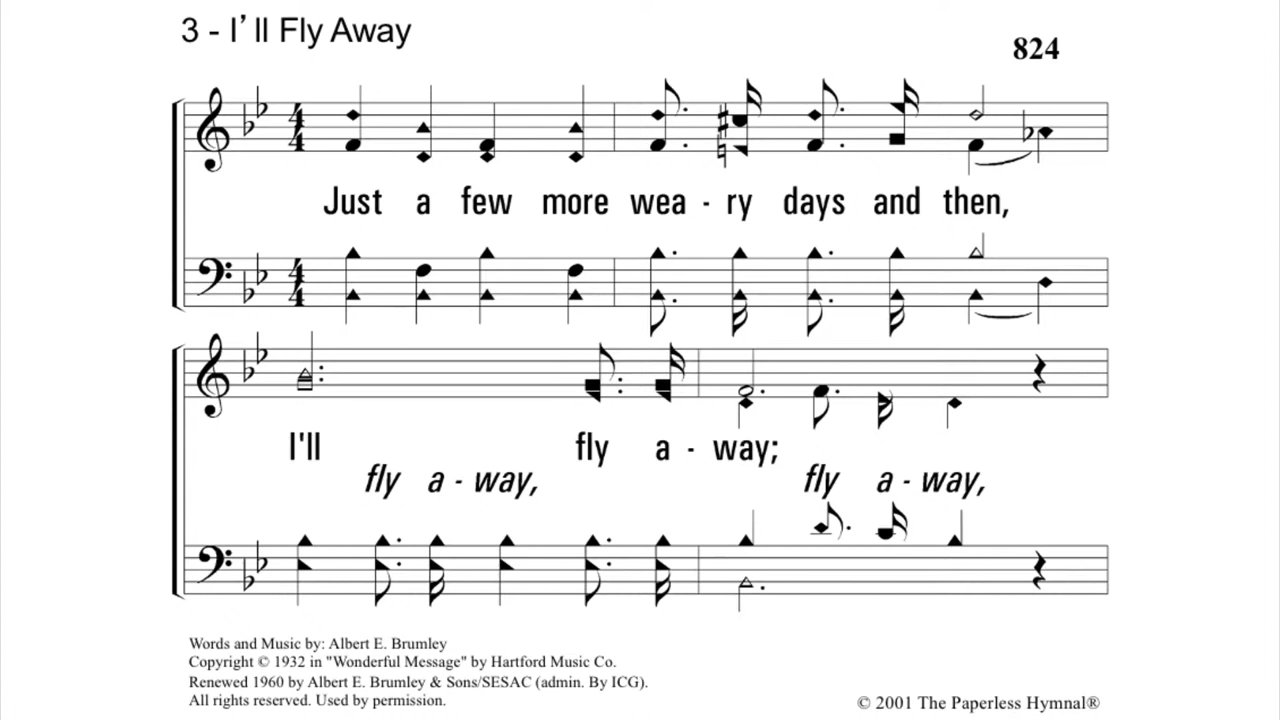 3 - I’ll Fly Away
824
Just a few more wea - ry days and then,
I'll fly a - way;
fly a - way, fly a - way,
Words and Music by: Albert E. Brumley
Copyright © 1932 in "Wonderful Message" by Hartford Music Co.
Renewed 1960 by Albert E. Brumley & Sons/SESAC (admin. By ICG).
All rights reserved. Used by permission.
© 2001 The Paperless Hymnal®